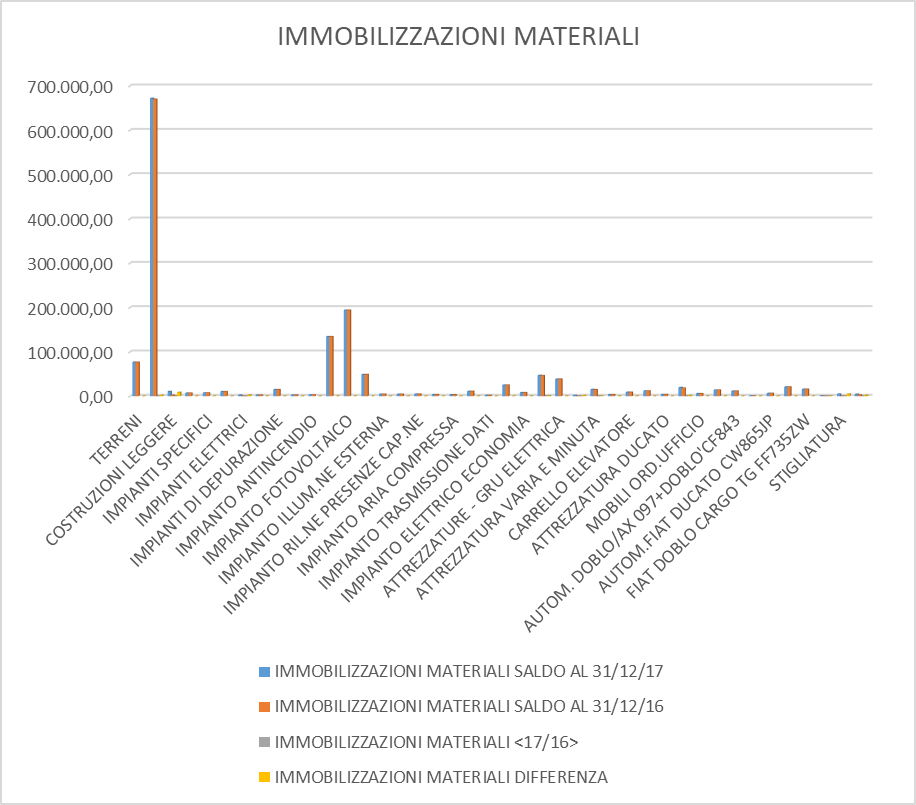 IMMOBILIZZAZIONI MATERIALI
700.000,00
600.000,00
500.000,00
400.000,00
300.000,00
200.000,00
100.000,00
0,00
TERRENI
COSTRUZIONI LEGGERE
IMPIANTI SPECIFICI
IMPIANTI ELETTRICI
IMPIANTI DI DEPURAZIONE
IMPIANTO ANTINCENDIO
IMPIANTO FOTOVOLTAICO
IMPIANTO ILLUM.NE ESTERNA
IMPIANTO RIL.NE PRESENZE CAP.NE
IMPIANTO ARIA COMPRESSA
IMPIANTO TRASMISSIONE DATI
IMPIANTO ELETTRICO ECONOMIA
ATTREZZATURE - GRU ELETTRICA
ATTREZZATURA VARIA E MINUTA
CARRELLO ELEVATORE
ATTREZZATURA DUCATO
MOBILI ORD.UFFICIO
AUTOM. DOBLO/AX 097+DOBLO'CF843
AUTOM.FIAT DUCATO CW865JP
FIAT DOBLO CARGO TG FF735ZW
STIGLIATURA
IMMOBILIZZAZIONI MATERIALI SALDO AL 31/12/17
IMMOBILIZZAZIONI MATERIALI SALDO AL 31/12/16
IMMOBILIZZAZIONI MATERIALI <17/16>
IMMOBILIZZAZIONI MATERIALI DIFFERENZA